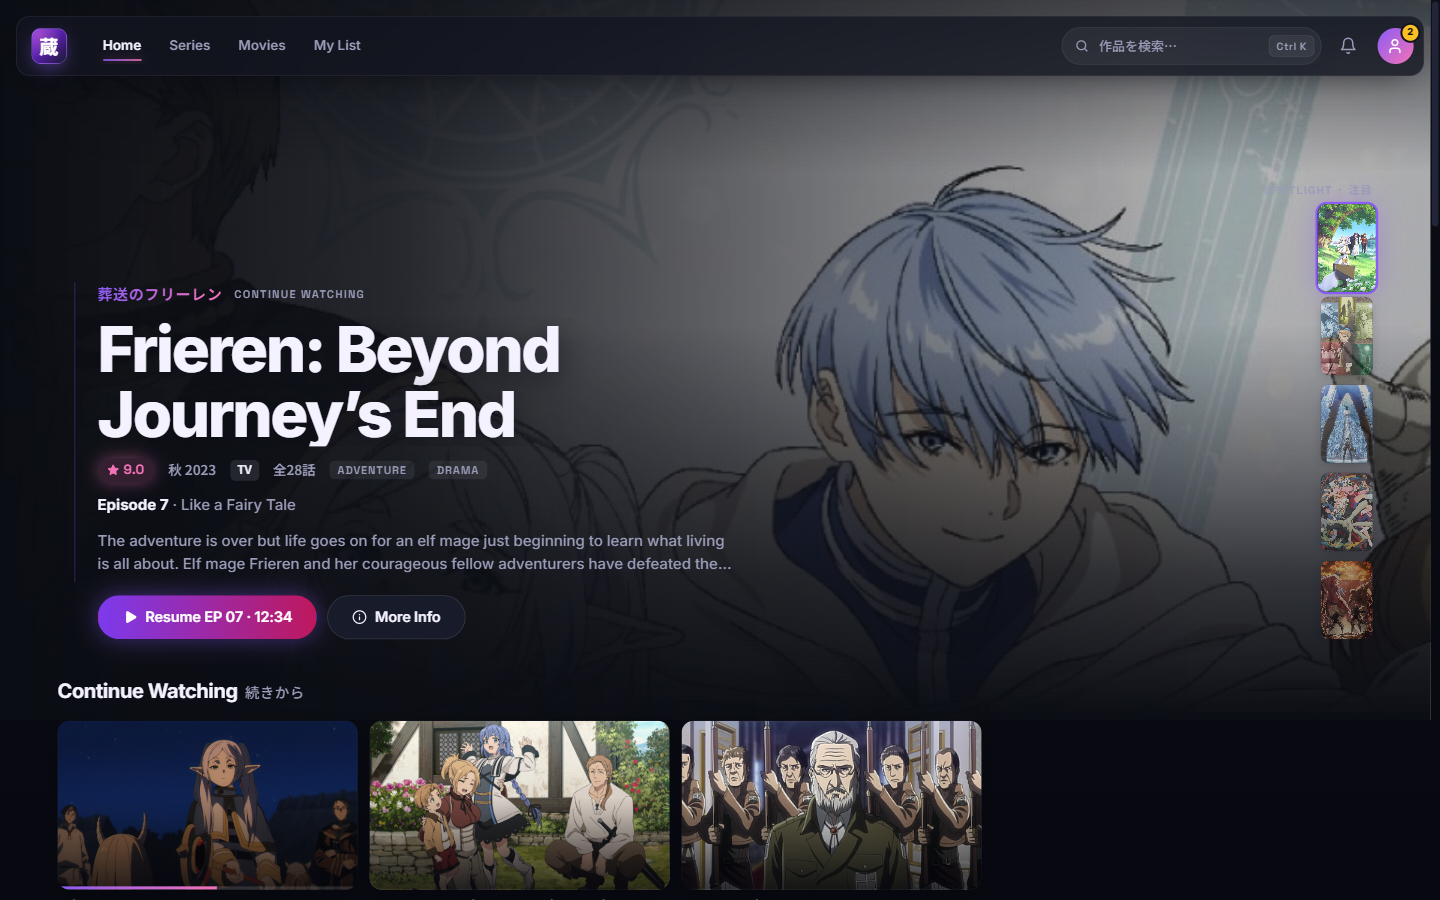 蔵
Home Series Movies My List
作品を検索… Ctrl K
2
TLIGHT · 注目
葬送のフリーレン CONTINUE WATCHING
Frieren: Beyond
Journey’s End
★ 9.0 秋 2023 TV 全28話 ADVENTURE DRAMA
Episode 7 · Like a Fairy Tale
The adventure is over but life goes on for an elf mage just beginning to learn what living
is all about. Elf mage Frieren and her courageous fellow adventurers have defeated the…
Resume EP 07 · 12:34 More Info
Continue Watching 続きから